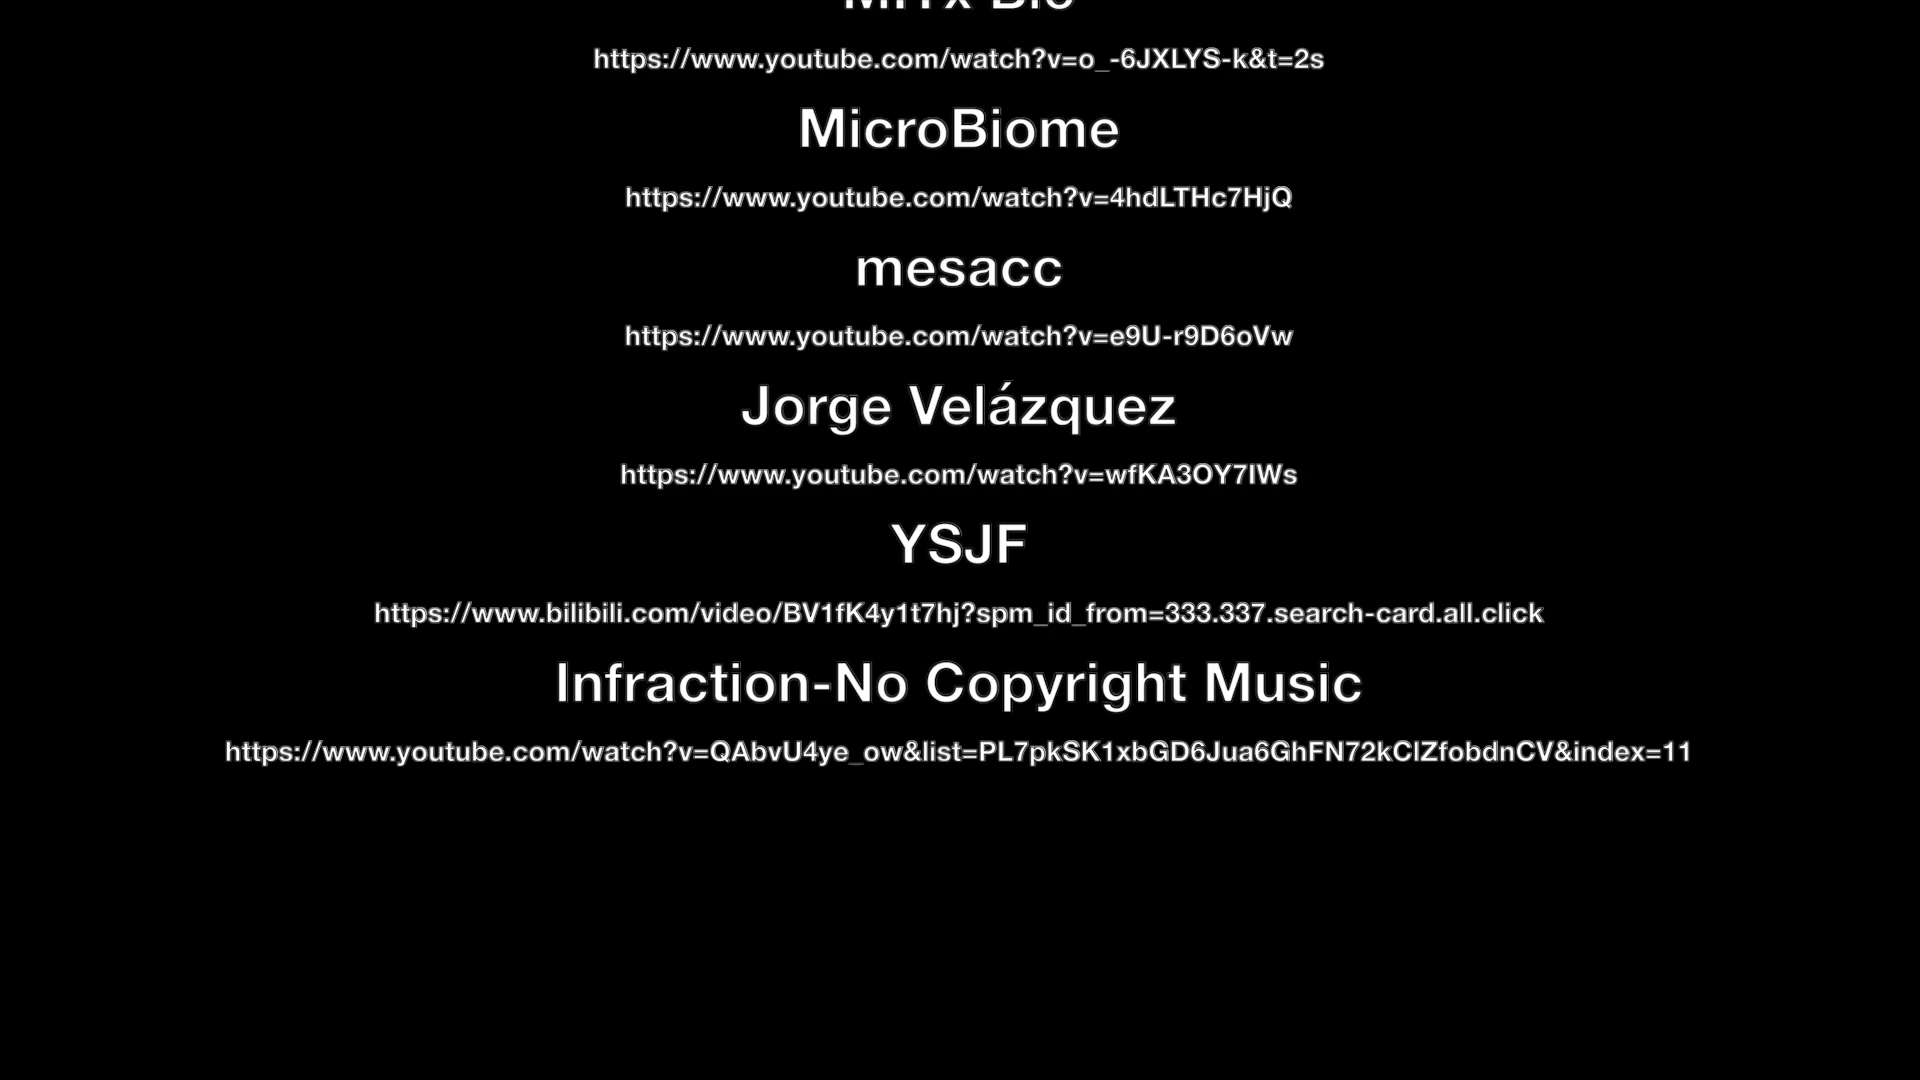 MITx Bio
https://www.youtube.com/watch?v=o_-6JXLYS-k&t=2s
MicroBiome
https://www.youtube.com/watch?v=4hdLTHc7HjQ
mesacc
https://www.youtube.com/watch?v=e9U-r9D6oVw
Jorge Velázquez
https://www.youtube.com/watch?v=wfKA3OY7IWs
YSJF
https://www.bilibili.com/video/BV1fK4y1t7hj?spm_id_from=333.337.search-card.all.click
Infraction-No Copyright Music
https://www.youtube.com/watch?v=QAbvU4ye_ow&list=PL7pkSK1xbGD6Jua6GhFN72kClZfobdnCV&index=11